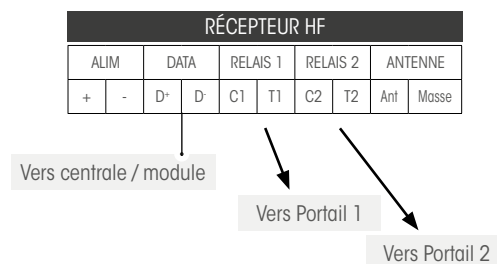 RÉCEPTEUR HF
ALIM DATA RELAIS 1 RELAIS 2 ANTENNE
+ - D+ D- C1 T1 C2 T2 Ant Masse
Vers centrale / module
Vers Portail 1
Vers Portail 2